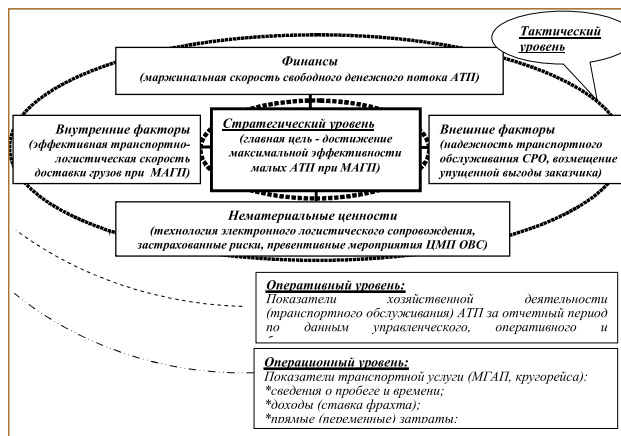 Тактический
уровень
Финансы
(маржинальная скорость свободного денежного потока АТП)
Внутренние факторы
(эффективная транспортно-
логистическая скорость
доставки грузов при МАГП)
Стратегический уровень
(главная цель - достижение
максимальной эффективности
малых АТП при МАГП)
Внешние факторы
(надежность транспортного
обслуживания СРО, возмещение
упущенной выгоды заказчика)
Нематериальные ценности
(технология электронного логистического сопровождения,
застрахованные риски, превентивные мероприятия ЦМП ОВС)
Оперативный уровень:
Показатели хозяйственной деятельности
(транспортного обслуживания) АТП за отчетный период
по данным управленческого, оперативного и
Операционный уровень:
Показатели транспортной услуги (МГАП, кругорейса):
*сведения о пробеге и времени;
*доходы (ставка фрахта);
*прямые (переменные) затраты: